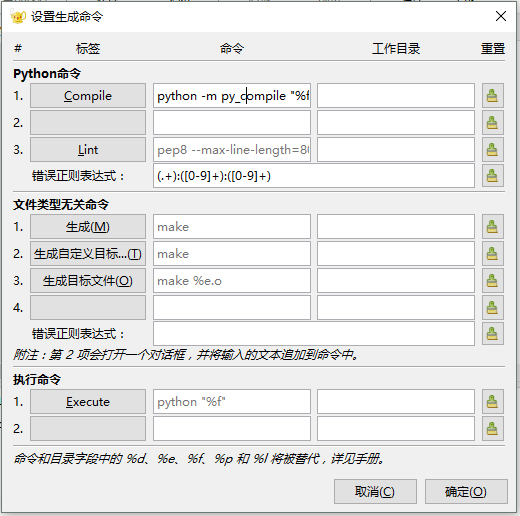 设置生成命令
# 标签 命令 工作目录 重置
Python命令
1. Compile python -m py_compile "%f
2.
3. Lint pep8 --max-line-length=80
错误正则表达式： (.+):([0-9]+):([0-9]+)
文件类型无关命令
1. 生成(M) make
2. 生成自定义目标...(T) make
3. 生成目标文件(O) make %e.o
4.
错误正则表达式：
附注：第 2 项会打开一个对话框，并将输入的文本追加到命令中。
执行命令
1. Execute python "%f"
2.
命令和目录字段中的 %d、%e、%f、%p 和 %l 将被替代，详见手册。
取消(C) 确定(O)